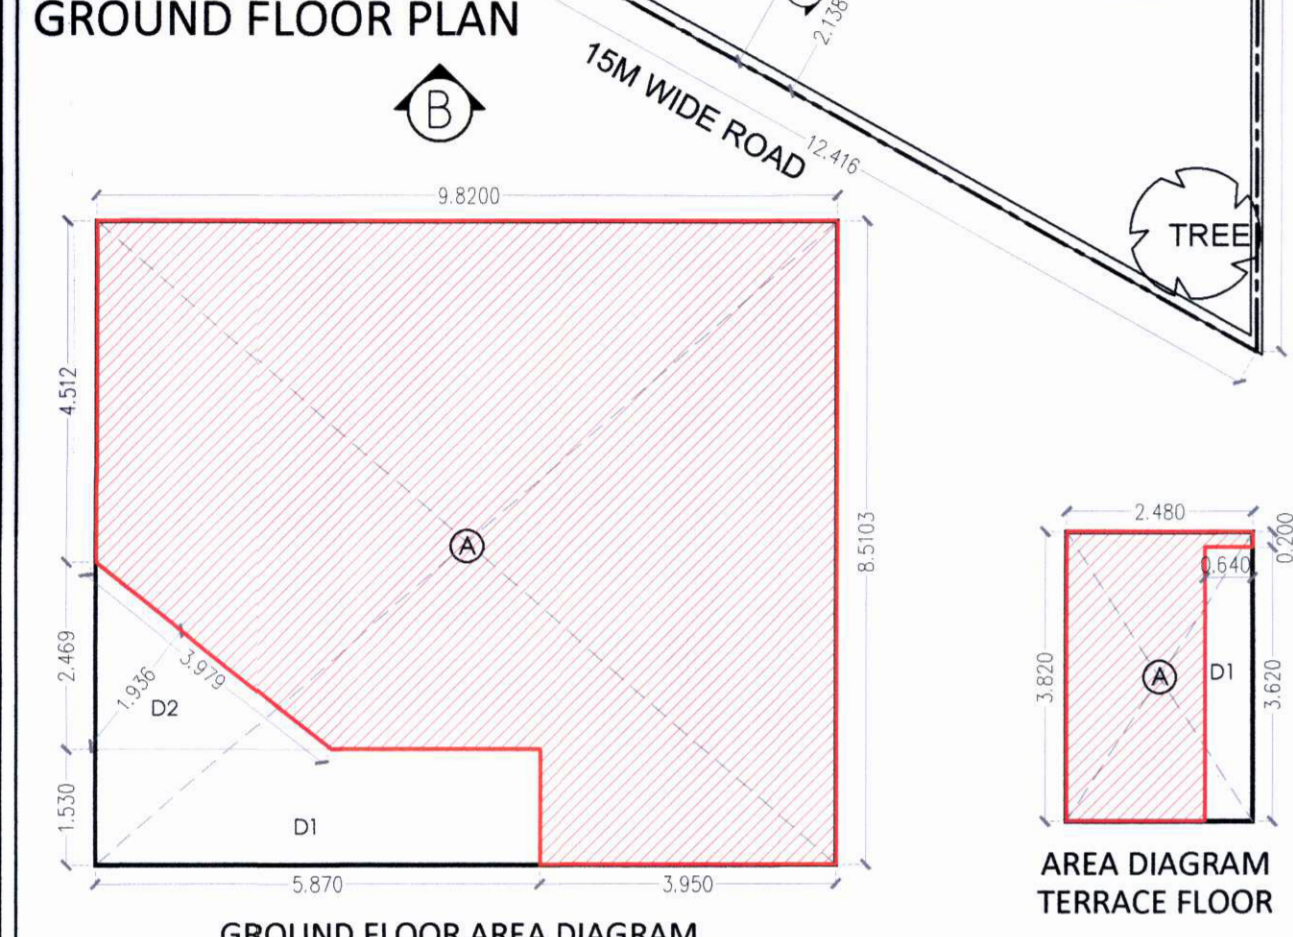 GROUND FLOOR PLAN
B
2.138
15M WIDE ROAD
12.416
TREE
9.8200
4.512
A
8.5103
2.469
1.936
3.979
D2
1.530
D1
5.870
3.950
GROUND FLOOR AREA DIAGRAM
2.480
0.200
0.640
3.820
A
D1
3.620
AREA DIAGRAM
TERRACE FLOOR